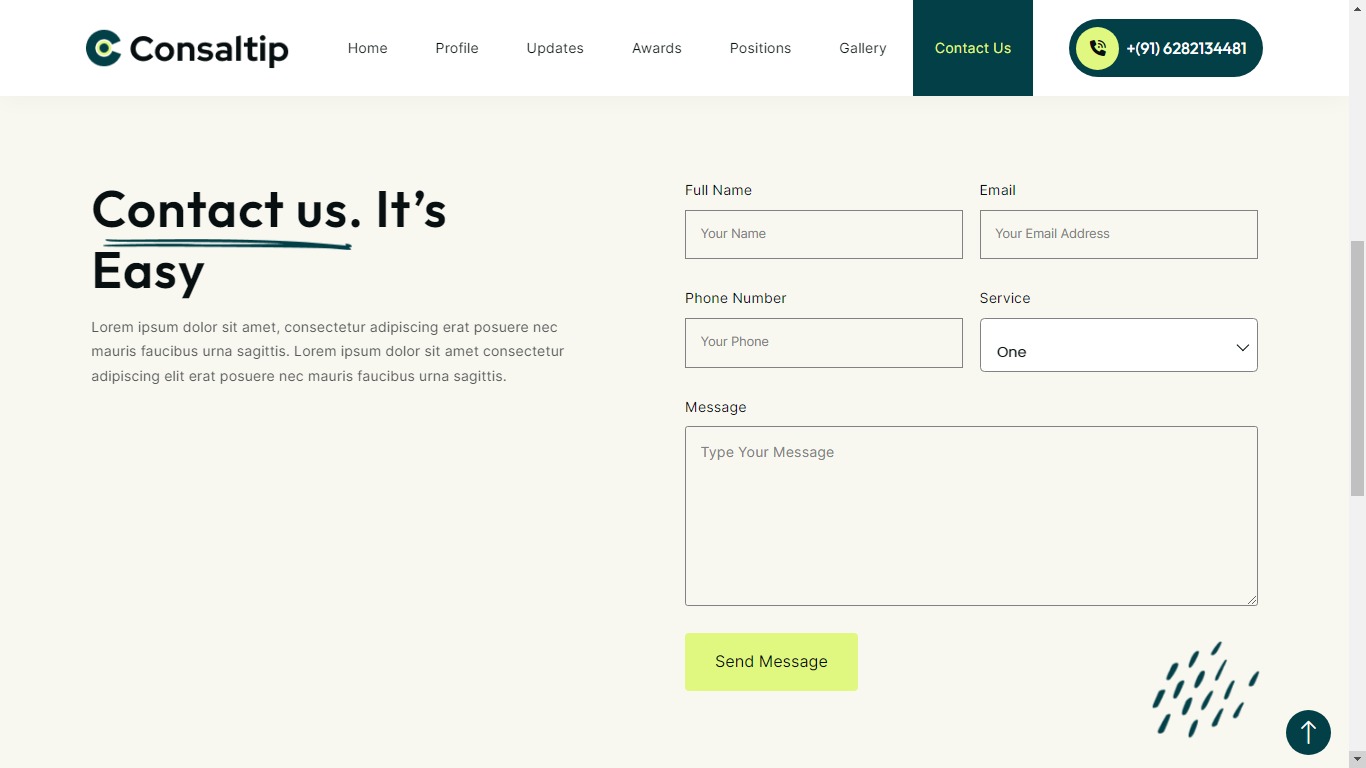 Consaltip
Home Profile Updates Awards Positions Gallery Contact Us +(91) 6282134481
Contact us. It’s
Easy
Lorem ipsum dolor sit amet, consectetur adipiscing erat posuere nec
mauris faucibus urna sagittis. Lorem ipsum dolor sit amet consectetur
adipiscing elit erat posuere nec mauris faucibus urna sagittis.
Full Name Email
Your Name Your Email Address
Phone Number Service
Your Phone One
Message
Type Your Message
Send Message